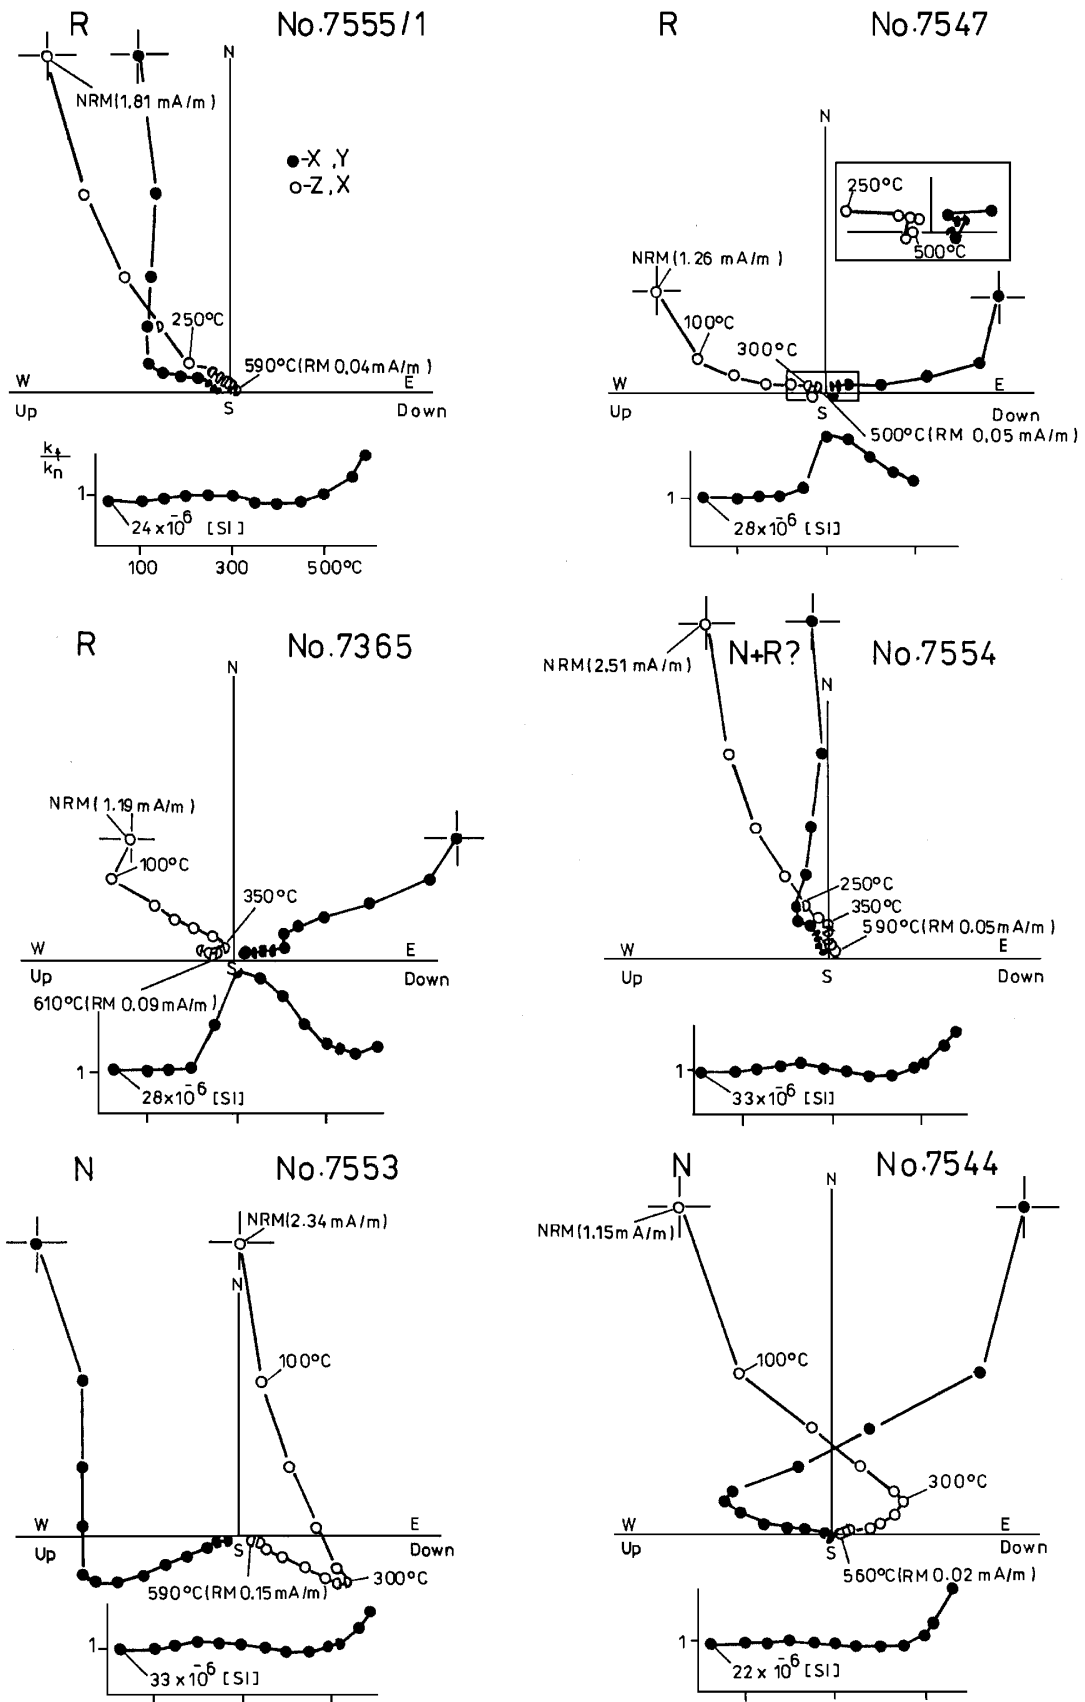 R No.7555/1
N
NRM(1,81 mA/m)
●-X ,Y
○-Z,X
250°C
590°C(RM 0,04mA/m)
W E
Up S Down
kt
kn
1
24x10⁻⁶ [SI]
100 300 500°C
R No.7547
N
250°C
500°C
NRM(1.26 mA/m)
100°C
300°C
W E
Up S Down
500°C(RM 0,05 mA/m)
1
28x10⁻⁶ [SI]
R No.7365
N
NRM(1.19 mA/m)
100°C
350°C
W E
Up S Down
610°C(RM 0.09mA/m)
1
28x10⁻⁶ [SI]
N+R? No.7554
NRM(2.51 mA/m)
N
250°C
350°C
590°C(RM 0.05mA/m)
W E
Up S Down
1
33x10⁻⁶ [SI]
N No.7553
NRM(2.34 mA/m)
N
100°C
W E
Up S Down
300°C
590°C(RM 0.15mA/m)
1
33x10⁻⁶ [SI]
N No.7544
N
NRM(1.15mA/m)
100°C
300°C
W E
Up S Down
560°C(RM 0.02 mA/m)
1
22x10⁻⁶ [SI]